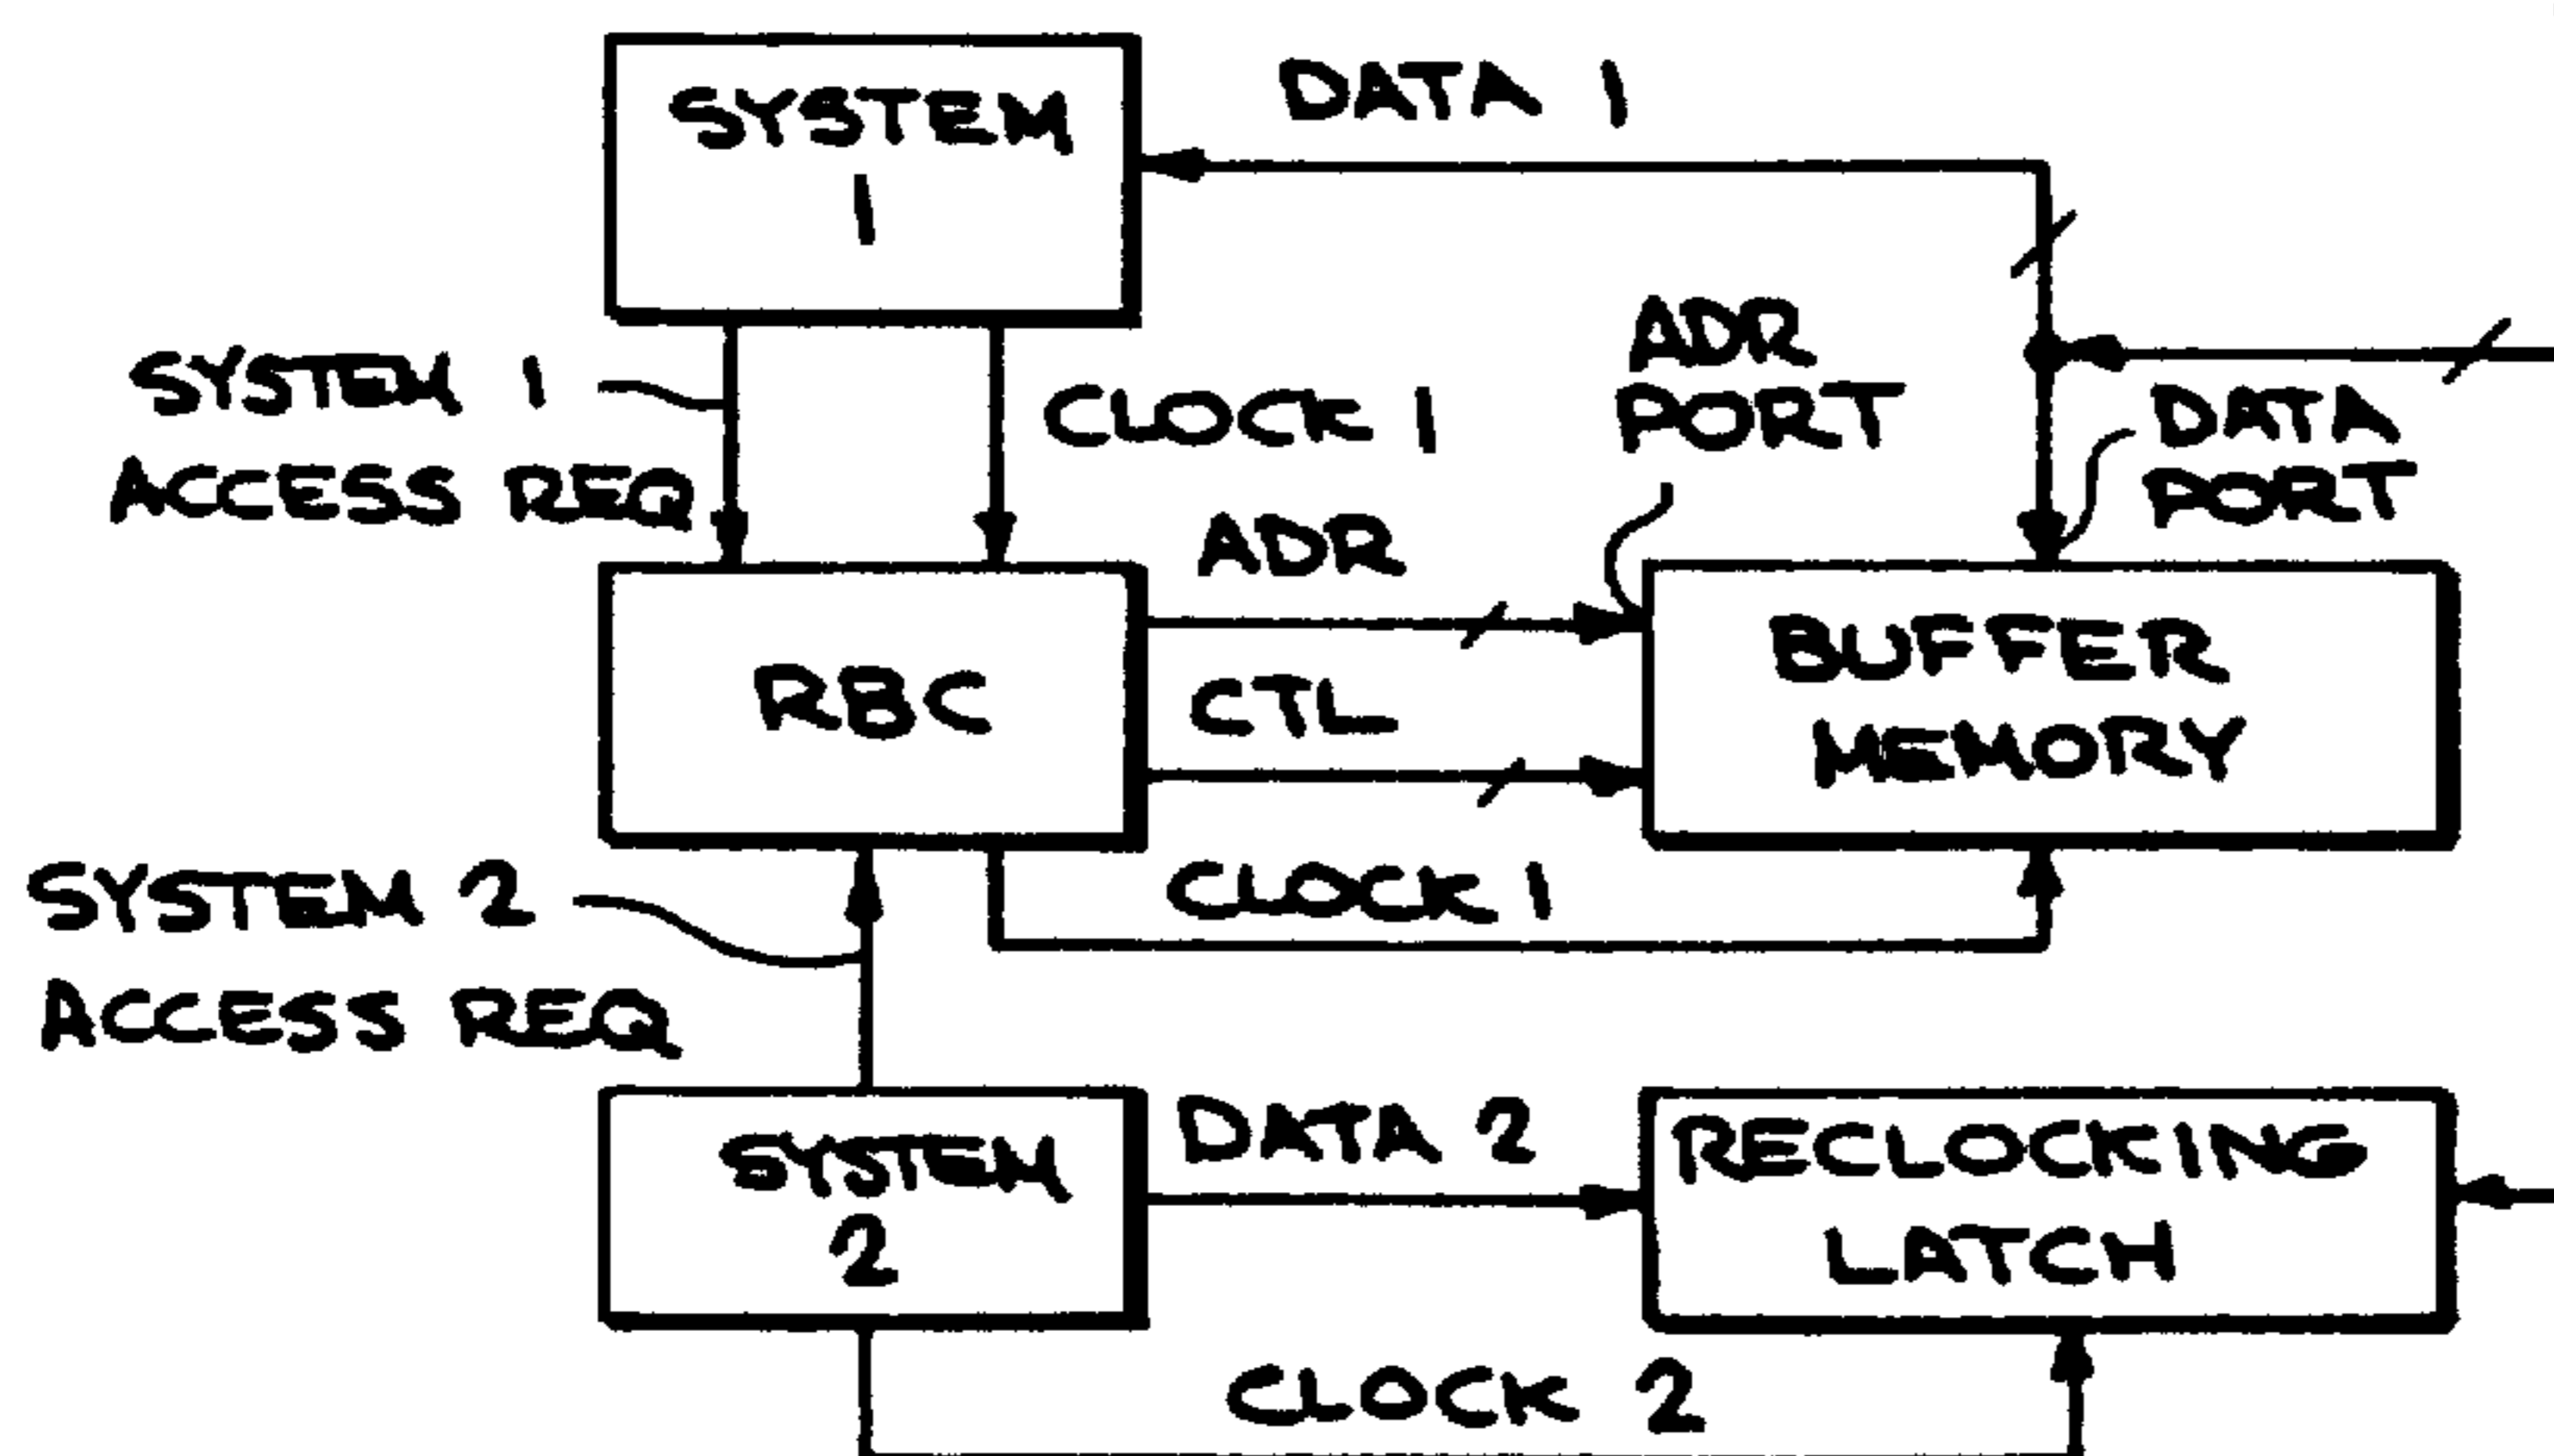 SYSTEM
1
DATA 1
SYSTEM 1
ACCESS REQ
CLOCK 1
ADR
PORT
DATA
PORT
ADR
RBC
CTL
BUFFER
MEMORY
CLOCK 1
SYSTEM 2
ACCESS REQ
SYSTEM
2
DATA 2
RECLOCKING
LATCH
CLOCK 2